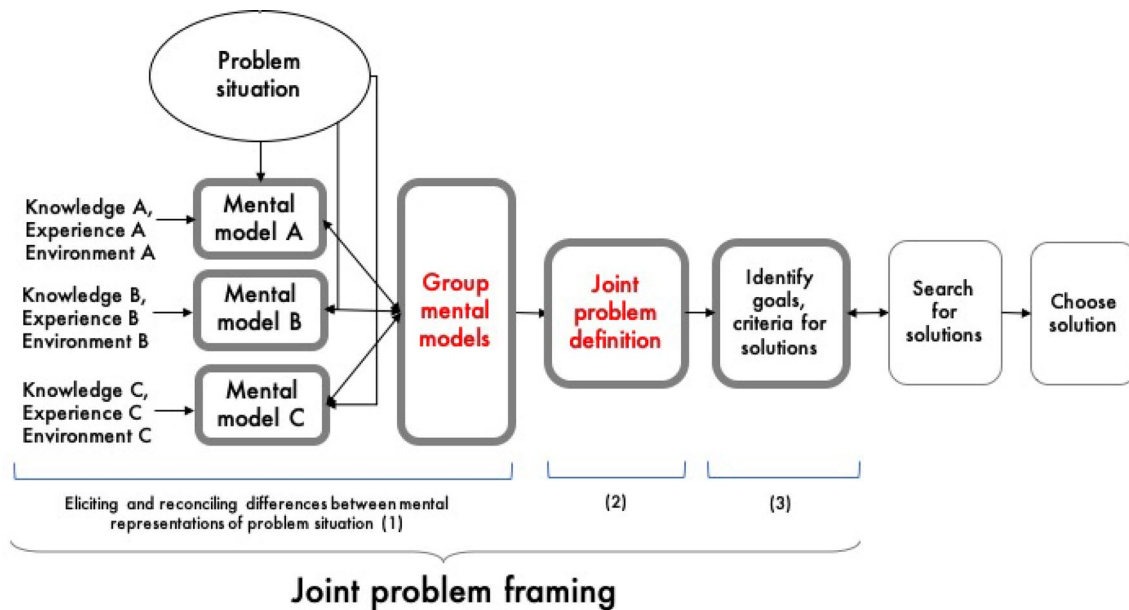 Problem
situation
Knowledge A,
Experience A
Environment A
Mental
model A
Knowledge B,
Experience B
Environment B
Mental
model B
Knowledge C,
Experience C
Environment C
Mental
model C
Group
mental
models
Joint
problem
definition
Identify
goals,
criteria for
solutions
Search
for
solutions
Choose
solution
Eliciting and reconciling differences between mental
representations of problem situation (1)
(2)
(3)
Joint problem framing